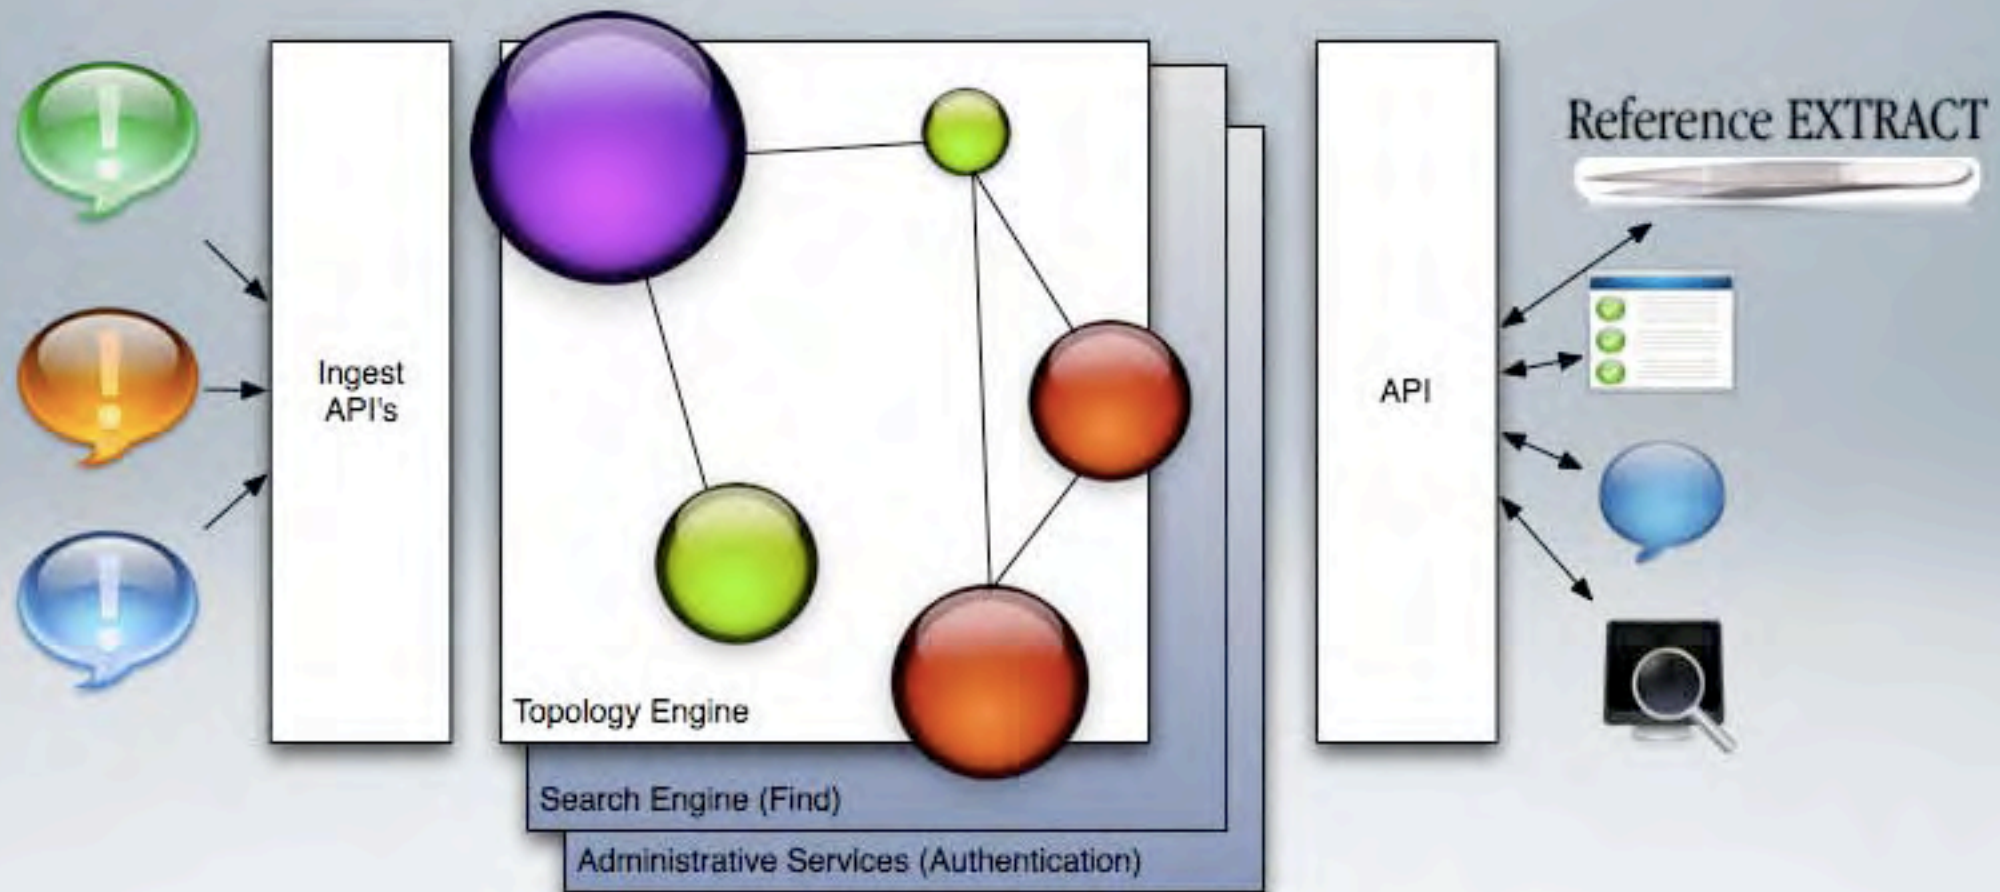 Reference EXTRACT
Ingest
API's
API
Topology Engine
Search Engine (Find)
Administrative Services (Authentication)